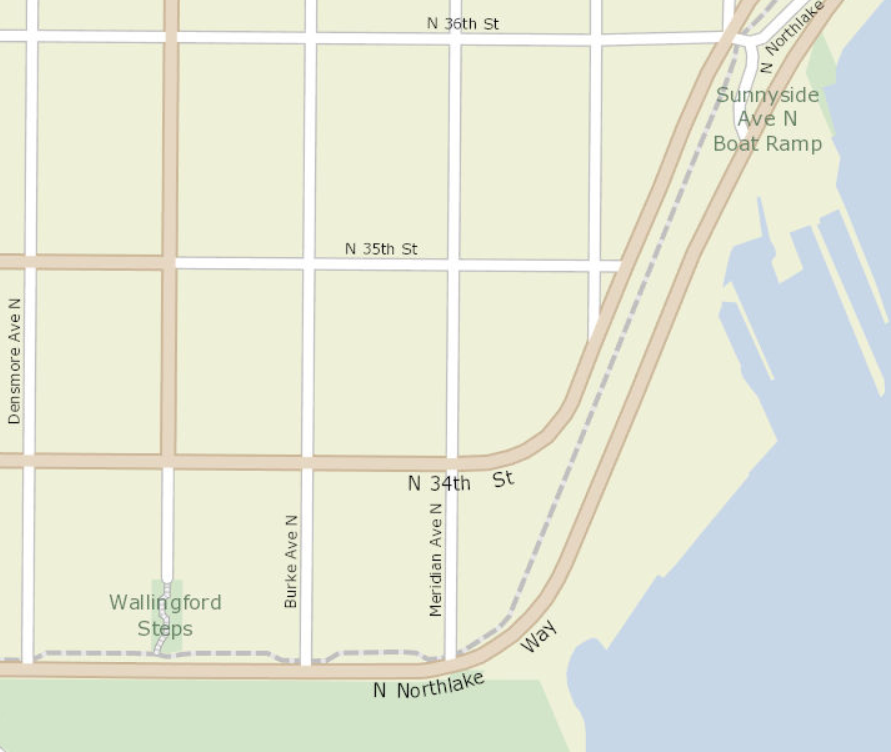 N 36th St
N Northlake
Sunnyside
Ave N
Boat Ramp
N 35th St
Densmore Ave N
N 34th St
Meridian Ave N
Burke Ave N
Wallingford
Steps
N Northlake Way